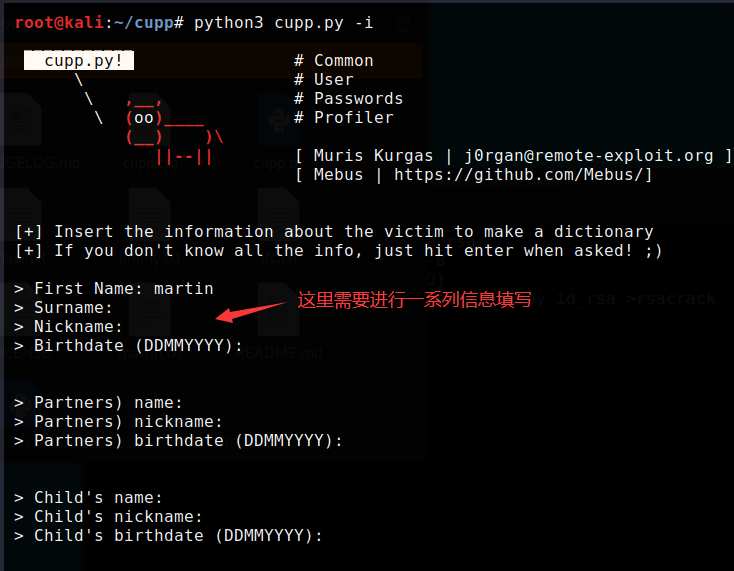 root@kali:~/cupp# python3 cupp.py -i
cupp.py! # Common
\ # User
\ ,__, # Passwords
\ (oo)____ # Profiler
(__) )\
||--|| [ Muris Kurgas | j0rgan@remote-exploit.org ]
[ Mebus | https://github.com/Mebus/]
[+] Insert the information about the victim to make a dictionary
[+] If you don't know all the info, just hit enter when asked! ;)
> First Name: martin
> Surname:
这里需要进行一系列信息填写
> Nickname:
> Birthdate (DDMMYYYY):
> Partners) name:
> Partners) nickname:
> Partners) birthdate (DDMMYYYY):
> Child's name:
> Child's nickname:
> Child's birthdate (DDMMYYYY):
id_rsa >rsacrack
README.md